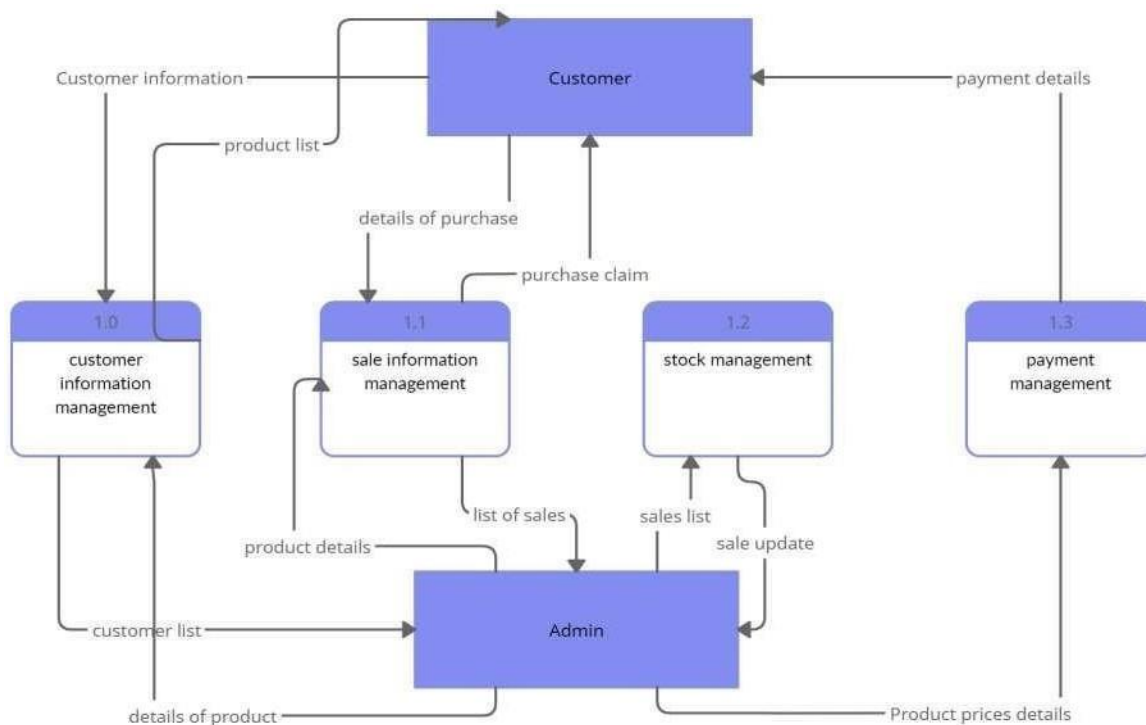 Customer information
Customer
payment details
product list
details of purchase
purchase claim
1.0
customer
information
management
1.1
sale information
management
1.2
stock management
1.3
payment
management
list of sales
sales list
product details
sale update
customer list
Admin
details of product
Product prices details